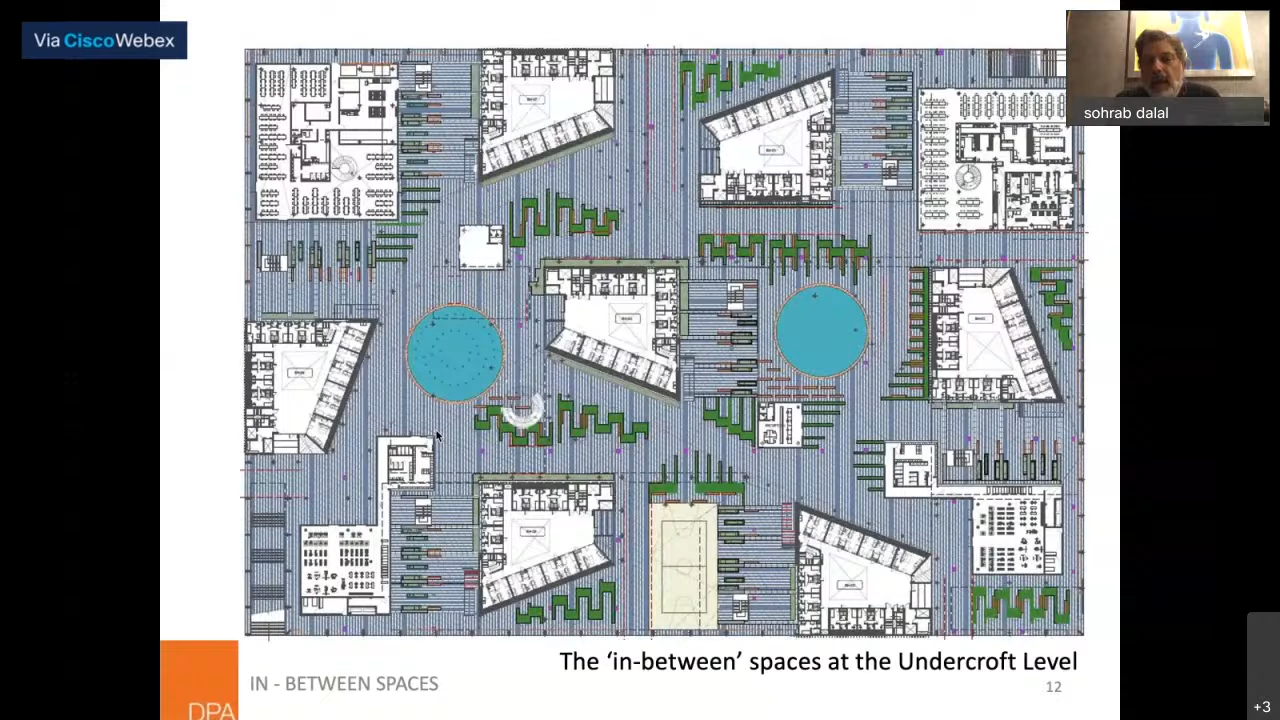 Via CiscoWebex
sohrab dalal
The ‘in-between’ spaces at the Undercroft Level
IN - BETWEEN SPACES
12
DPA
+3